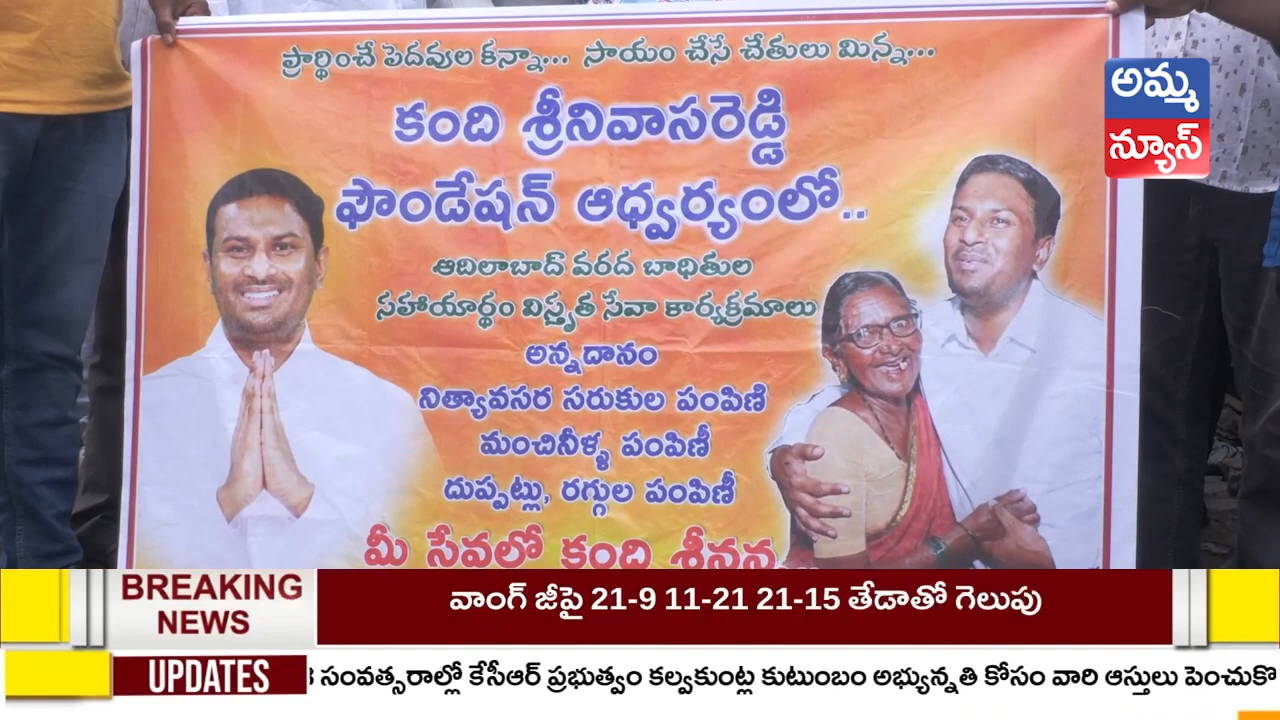 ప్రార్థించే పెదవుల కన్నా... సాయం చేసే చేతులు మిన్న...
అమ్మ
న్యూస్
కంది శ్రీనివాసరెడ్డి
ఫౌండేషన్ ఆధ్వర్యంలో..
ఆదిలాబాద్ వరద బాధితుల
సహాయార్థం విస్తృత సేవా కార్యక్రమాలు
అన్నదానం
నిత్యావసర సరుకుల పంపిణి
మంచినీళ్ళ పంపిణీ
దుప్పట్లు, రగ్గుల పంపిణీ
మీ సేవలో కంది శ్రీనన్న...
BREAKING
NEWS
వాంగ్ జీపై 21-9 11-21 21-15 తేడాతో గెలుపు
UPDATES
సంవత్సరాల్లో కేసీఆర్ ప్రభుత్వం కల్వకుంట్ల కుటుంబం అభ్యున్నతి కోసం వారి ఆస్తులు పెంచుకొ